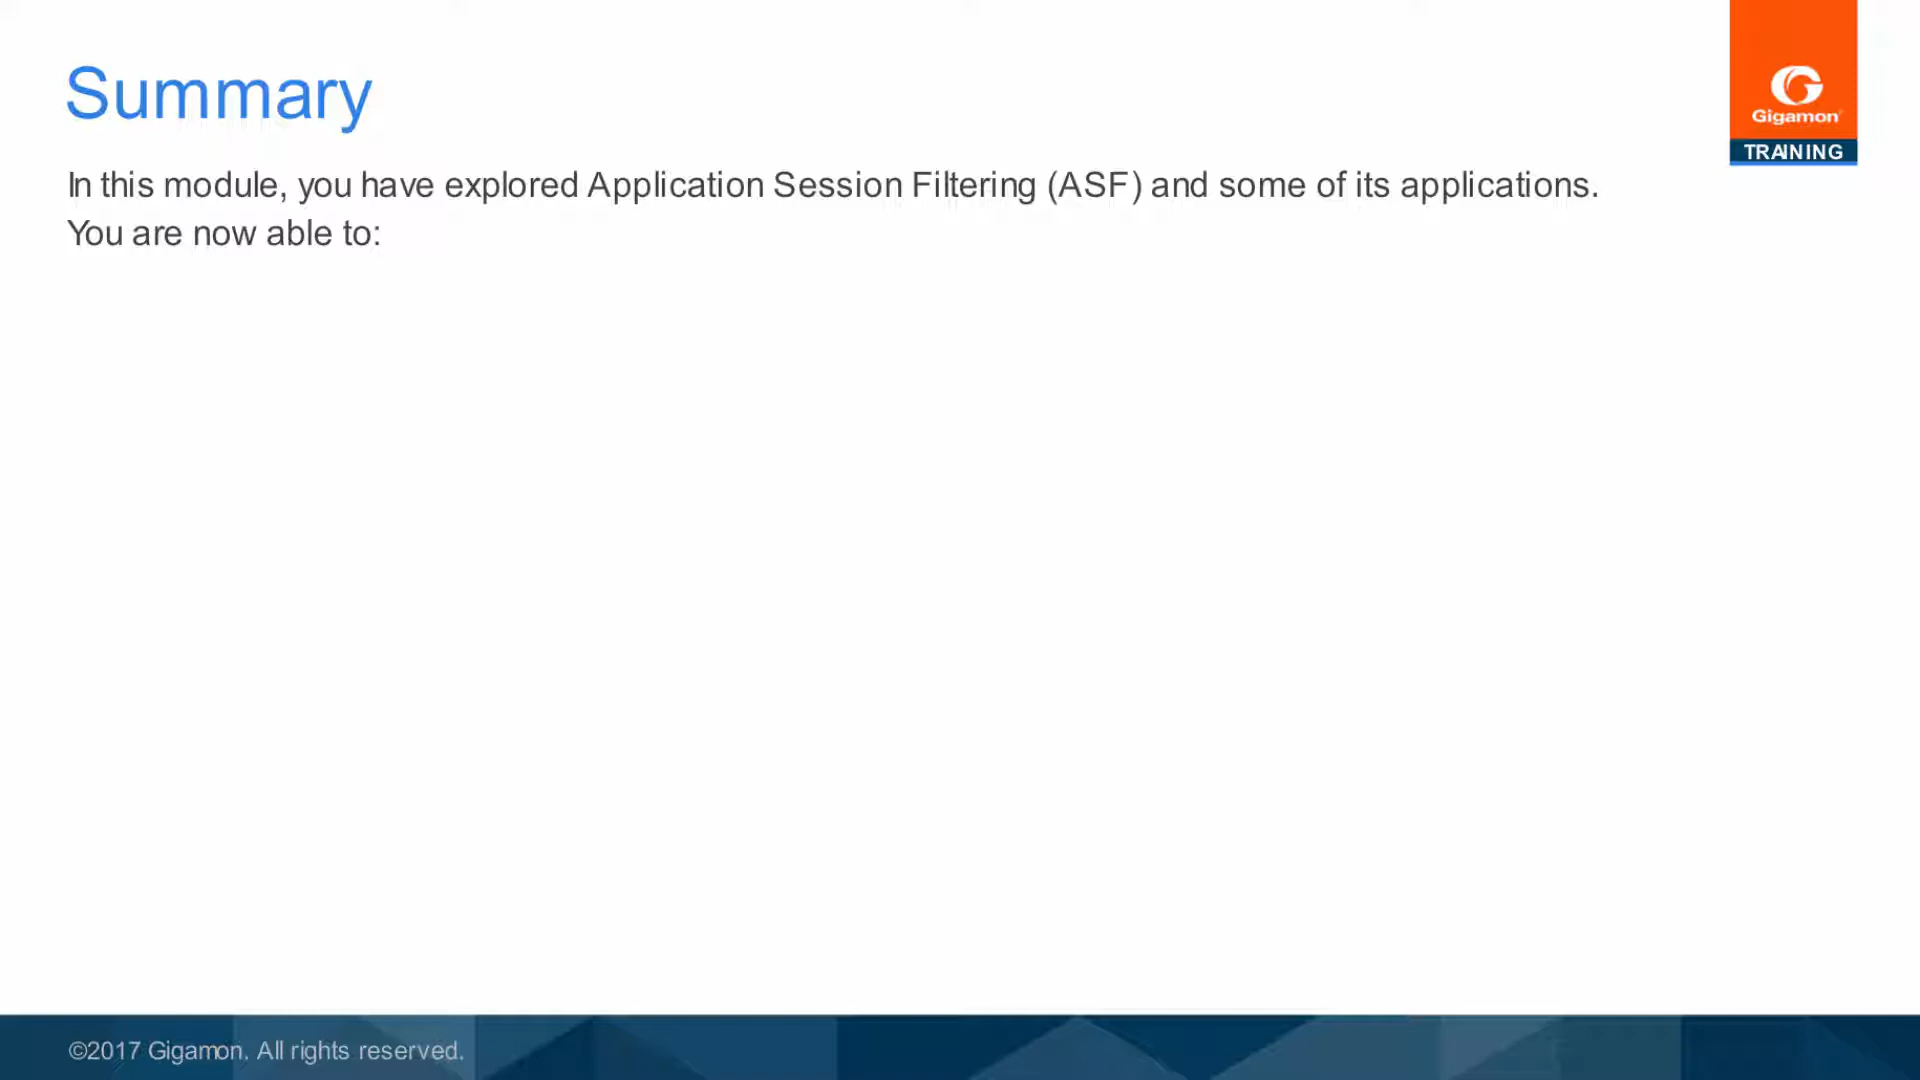 Summary
Gigamon
TRAINING
In this module, you have explored Application Session Filtering (ASF) and some of its applications.
You are now able to:
©2017 Gigamon. All rights reserved.